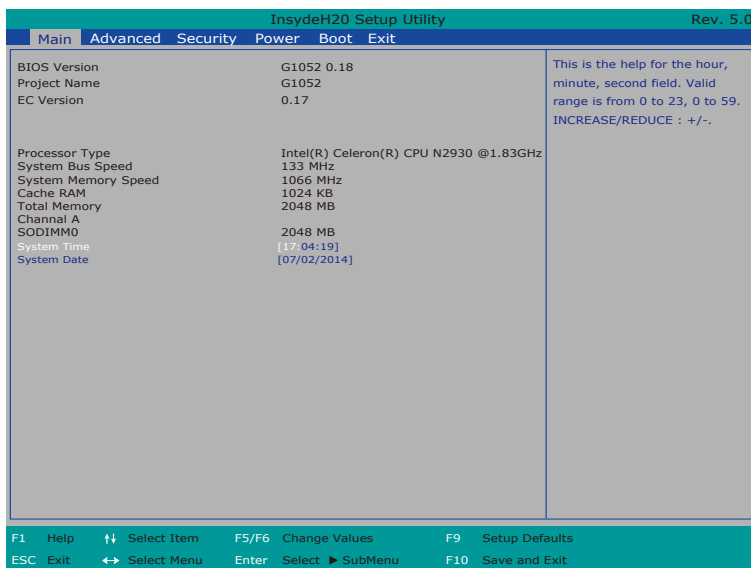 InsydeH20 Setup Utility Rev. 5.0
Main Advanced Security Power Boot Exit
BIOS Version G1052 0.18
Project Name G1052
EC Version 0.17
Processor Type Intel(R) Celeron(R) CPU N2930 @1.83GHz
System Bus Speed 133 MHz
System Memory Speed 1066 MHz
Cache RAM 1024 KB
Total Memory 2048 MB
Channal A
SODIMM0 2048 MB
System Time [17:04:19]
System Date [07/02/2014]
This is the help for the hour,
minute, second field. Valid
range is from 0 to 23, 0 to 59.
INCREASE/REDUCE : +/-.
F1 Help ↑↓ Select Item F5/F6 Change Values F9 Setup Defaults
ESC Exit ↔ Select Menu Enter Select ► SubMenu F10 Save and Exit